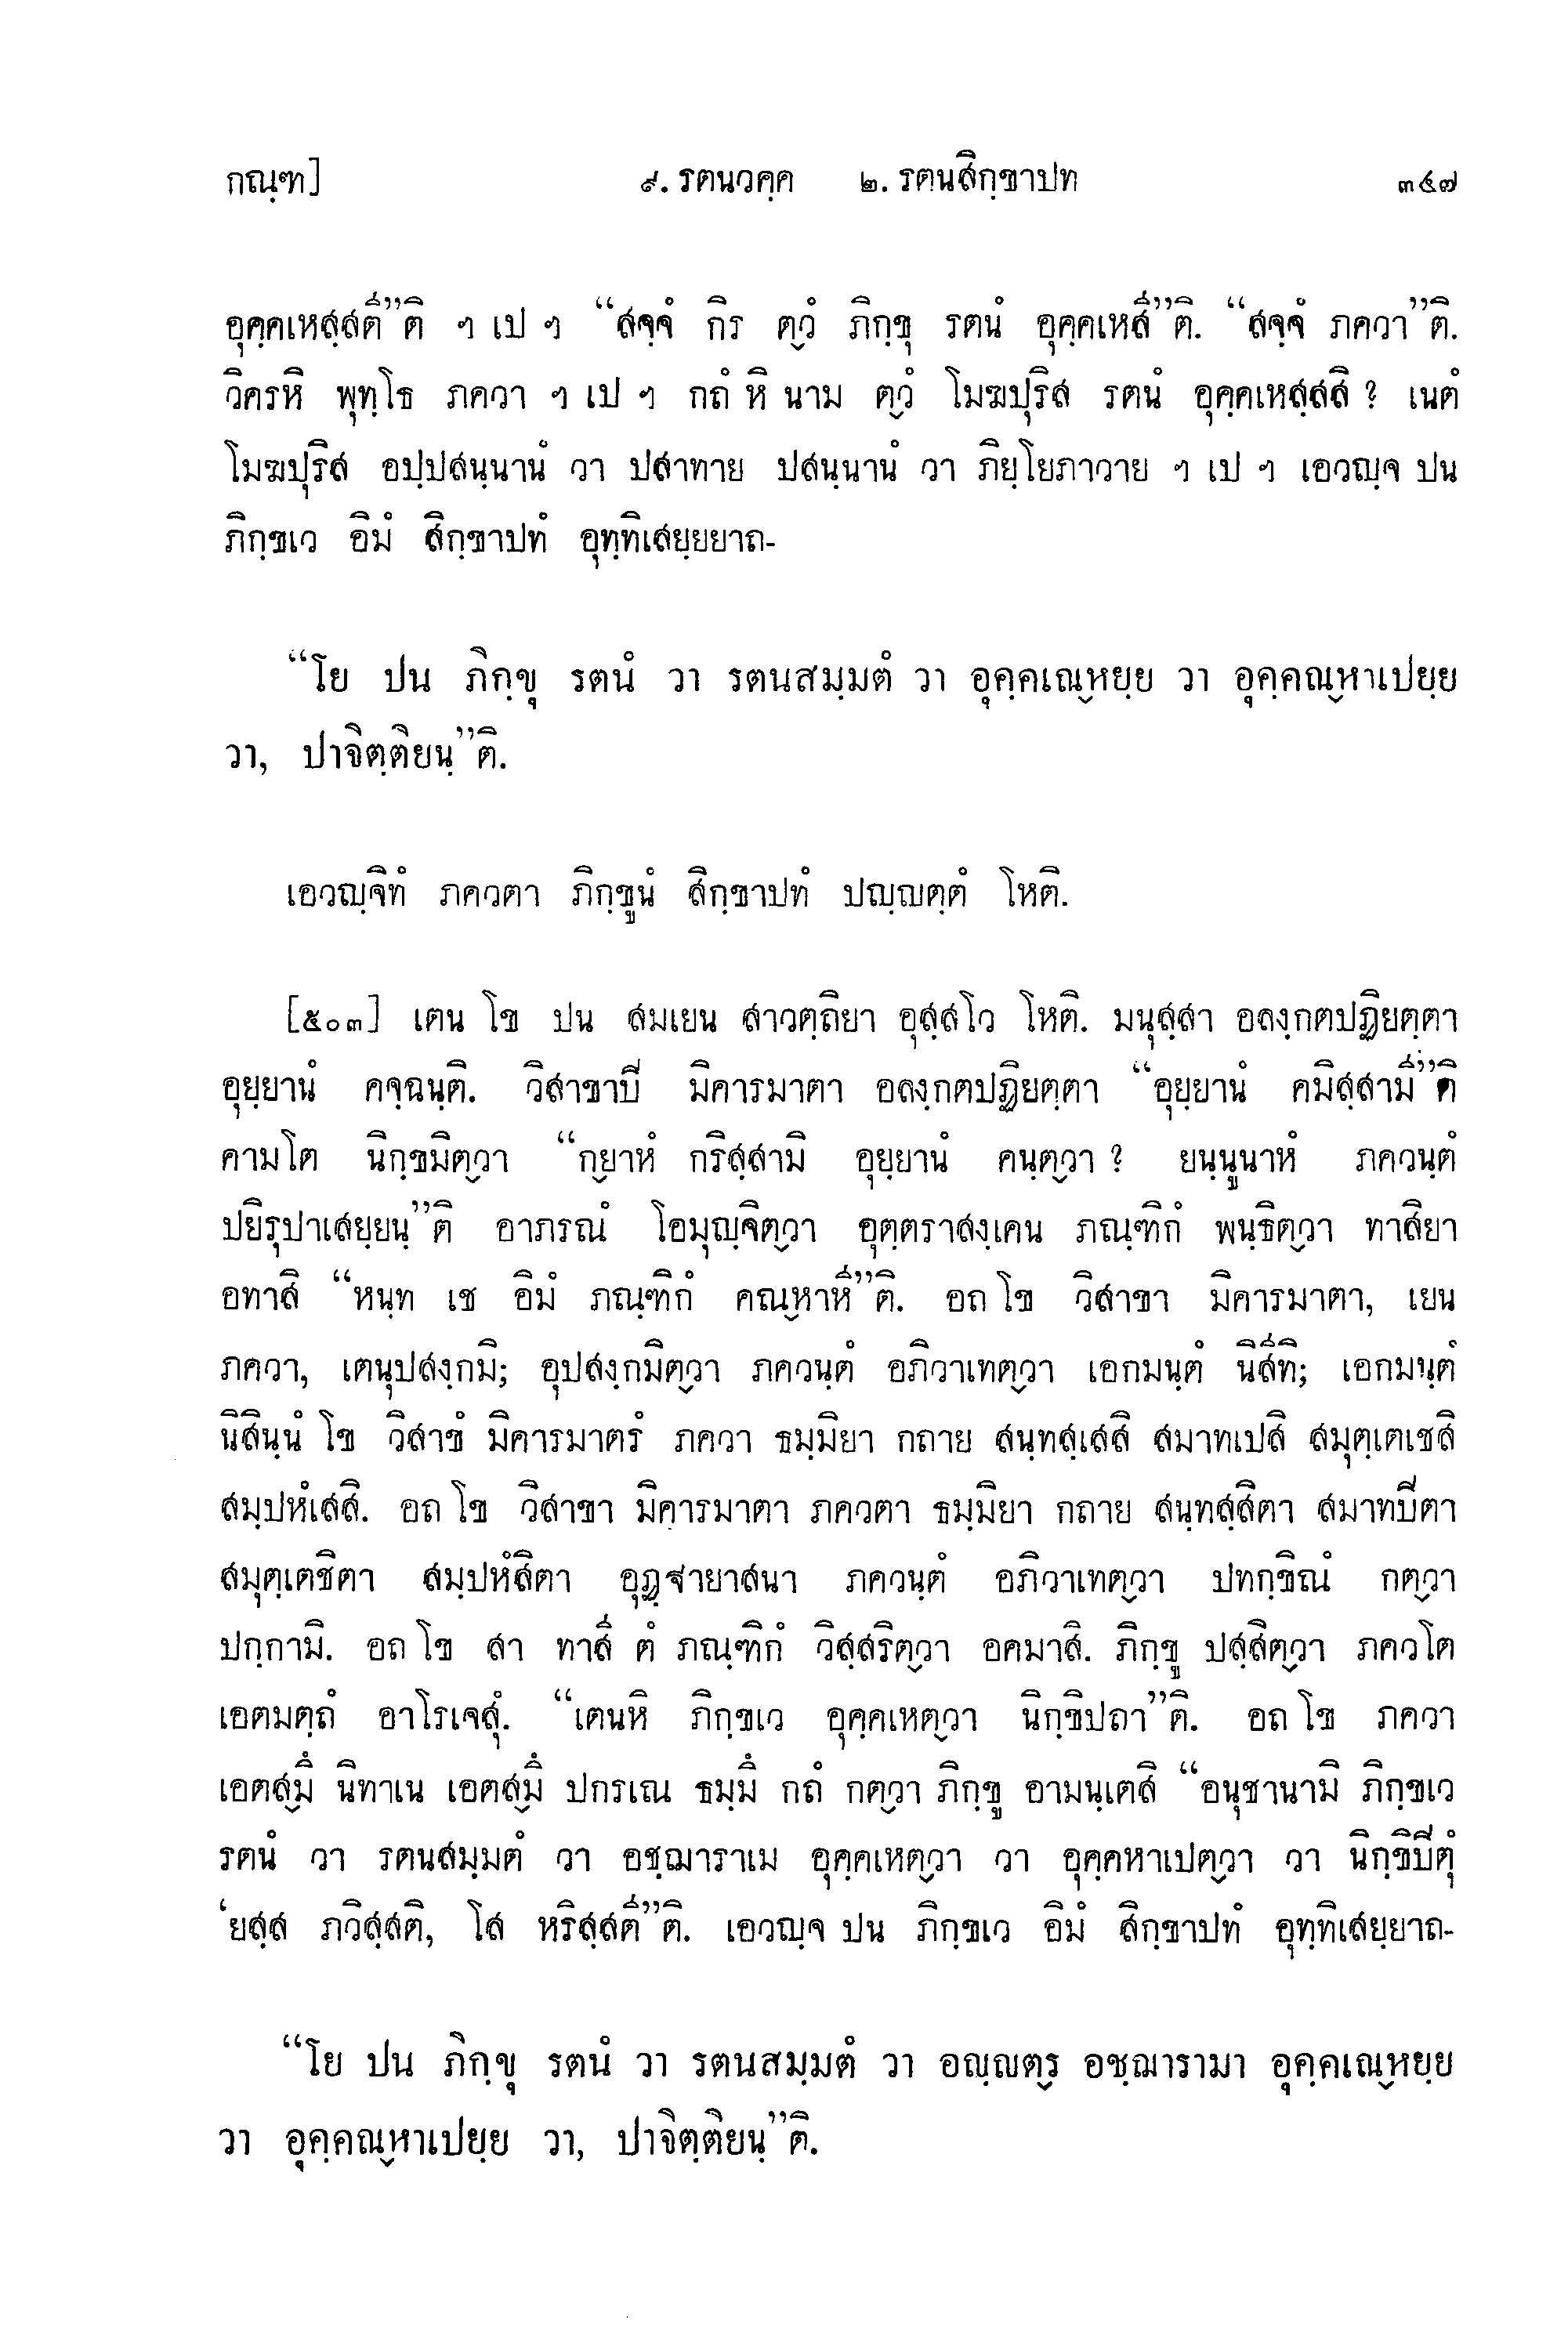 กณฺฑ] ๙. รตนวคฺค ๒. รตนสิกฺขาปท ๓๔๗
อุคฺคเหสฺสตี”ติ ฯ เป ฯ “สจฺจํ กิร ตฺวํ ภิกฺขุ รตนํ อุคฺคเหสี”ติ. “สจฺจํ ภควา”ติ.
วิครหิ พุทฺโธ ภควา ฯ เป ฯ กถํ หิ นาม ตฺวํ โมฆปุริส รตนํ อุคฺคเหสฺสสิ ? เนตํ
โมฆปุริส อปฺปสนฺนานํ วา ปสาทาย ปสนฺนานํ วา ภิยฺโยภาวาย ฯ เป ฯ เอวญฺจ ปน
ภิกฺขเว อิมํ สิกฺขาปทํ อุทฺทิเสยฺยยาถ-
“โย ปน ภิกฺขุ รตนํ วา รตนสมฺมตํ วา อุคฺคเณฺหยฺย วา อุคฺคณฺหาเปยฺย
วา, ปาจิตฺติยนฺ”ติ.
เอวญฺจิทํ ภควตา ภิกฺขูนํ สิกฺขาปทํ ปญฺญตฺตํ โหติ.
[๕๐๓] เตน โข ปน สมเยน สาวตฺถิยา อุสฺสโว โหติ. มนุสฺสา อลงฺกตปฏิยตฺตา
อุยฺยานํ คจฺฉนฺติ. วิสาขาปี มิคารมาตา อลงฺกตปฏิยตฺตา “อุยฺยานํ คมิสฺสามี”ติ
คามโต นิกฺขมิตฺวา “กฺยาหํ กริสฺสามิ อุยฺยานํ คนฺตฺวา ? ยนฺนูนาหํ ภควนฺตํ
ปยิรุปาเสยฺยนฺ”ติ อาภรณํ โอมุญฺจิตฺวา อุตฺตราสงฺเคน ภณฺฑิกํ พนฺธิตฺวา ทาสิยา
อทาสิ “หนฺท เช อิมํ ภณฺฑิกํ คณฺหาหี”ติ. อถ โข วิสาขา มิคารมาตา, เยน
ภควา, เตนุปสงฺกมิ; อุปสงฺกมิตฺวา ภควนฺตํ อภิวาเทตฺวา เอกมนฺตํ นิสีทิ; เอกมนฺตํ
นิสินฺนํ โข วิสาขํ มิคารมาตรํ ภควา ธมฺมิยา กถาย สนฺทสฺเสสิ สมาทเปสิ สมุตฺเตเชสิ
สมฺปหํเสสิ. อถ โข วิสาขา มิคารมาตา ภควตา ธมฺมิยา กถาย สนฺทสฺสิตา สมาทปิตา
สมุตฺเตชิตา สมฺปหํสิตา อุฏฺฐายาสนา ภควนฺตํ อภิวาเทตฺวา ปทกฺขิณํ กตฺวา
ปกฺกามิ. อถ โข สา ทาสี ตํ ภณฺฑิกํ วิสฺสริตฺวา อคมาสิ. ภิกฺขู ปสฺสิตฺวา ภควโต
เอตมตฺถํ อาโรเจสุํ. “เตนหิ ภิกฺขเว อุคฺคเหตฺวา นิกฺขิปถา”ติ. อถ โข ภควา
เอตสฺมึ นิทาเน เอตสฺมึ ปกรเณ ธมฺมึ กถํ กตฺวา ภิกฺขู อามนฺเตสิ “อนุชานามิ ภิกฺขเว
รตนํ วา รตนสมฺมตํ วา อชฺฌาราเม อุคฺคเหตฺวา วา อุคฺคหาเปตฺวา วา นิกฺขิปิตุํ
‘ยสฺส ภวิสฺสติ, โส หริสฺสตี”ติ. เอวญฺจ ปน ภิกฺขเว อิมํ สิกฺขาปทํ อุทฺทิเสยฺยาถ-
“โย ปน ภิกฺขุ รตนํ วา รตนสมฺมตํ วา อญฺญตฺร อชฺฌารามา อุคฺคเณฺหยฺย
วา อุคฺคณฺหาเปยฺย วา, ปาจิตฺติยนฺ”ติ.